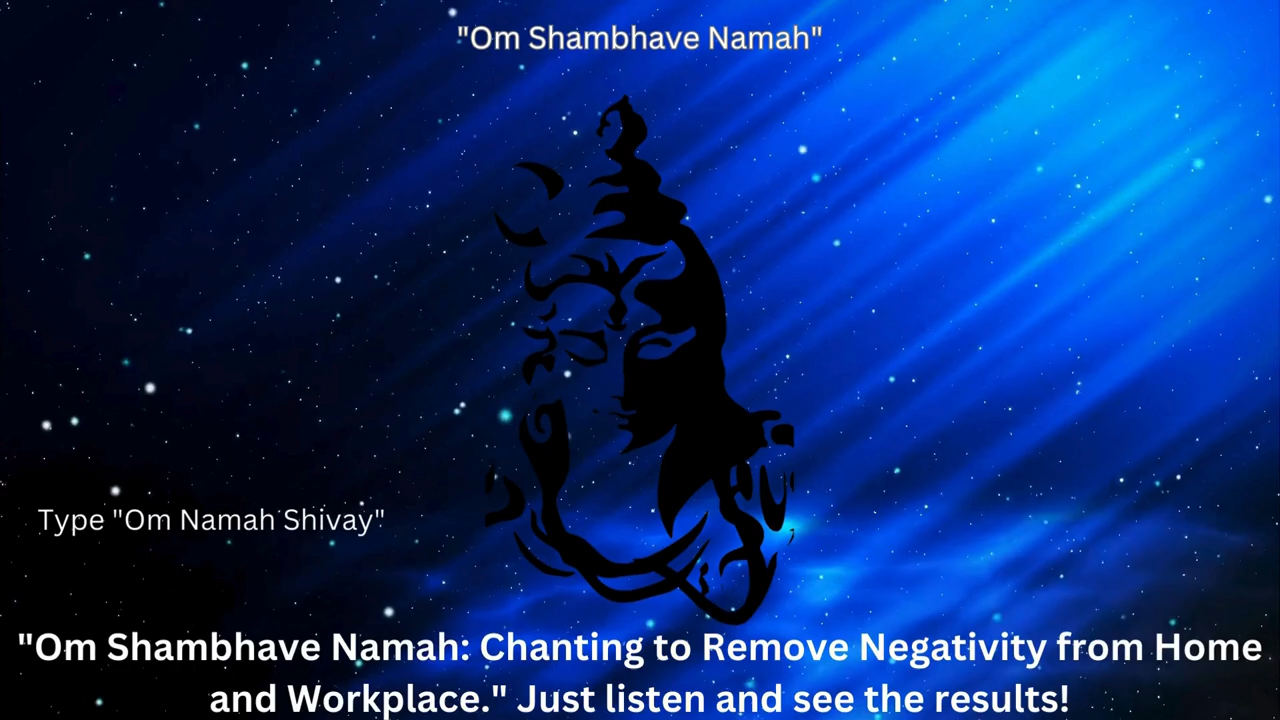 "Om Shambhave Namah"
Type "Om Namah Shivay"
"Om Shambhave Namah: Chanting to Remove Negativity from Home
and Workplace." Just listen and see the results!